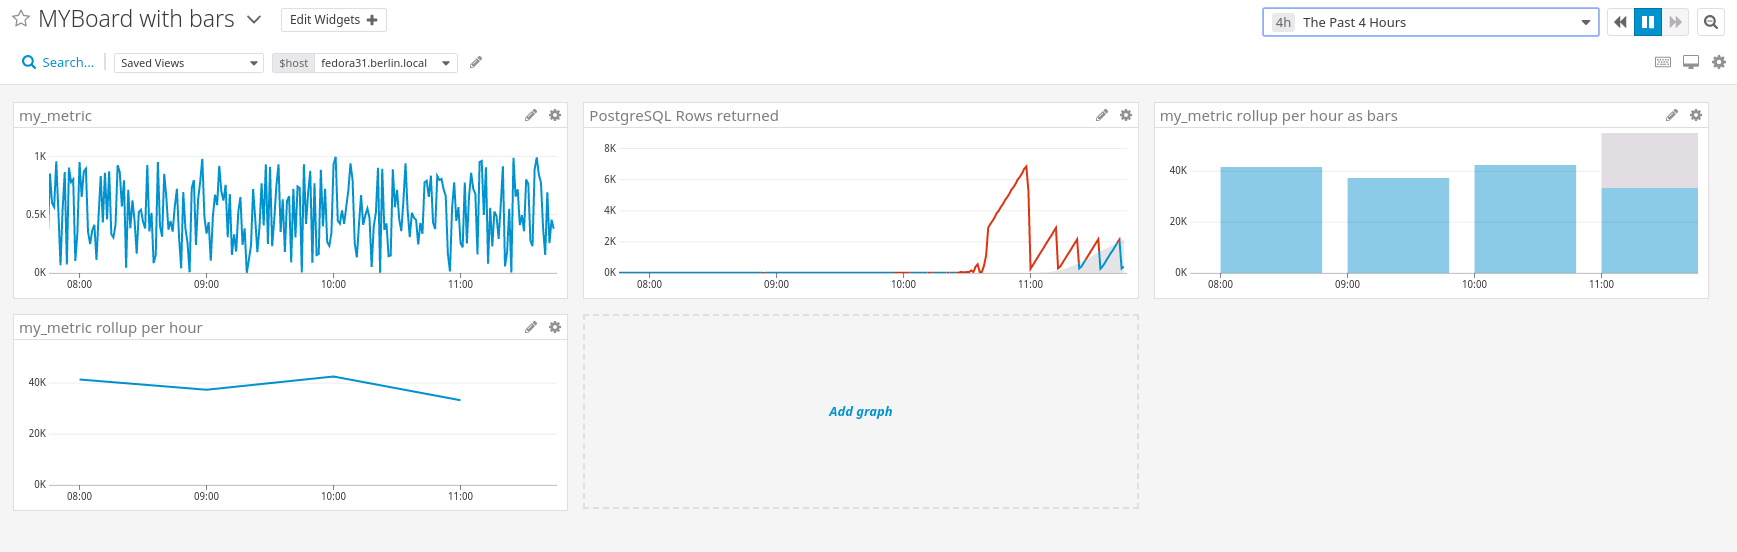 MYBoard with bars
Edit Widgets
4h The Past 4 Hours
Search...
Saved Views
$host fedora31.berlin.local
my_metric
1K
0.5K
0K
08:00 09:00 10:00 11:00
PostgreSQL Rows returned
8K
6K
4K
2K
0K
08:00 09:00 10:00 11:00
my_metric rollup per hour as bars
40K
20K
0K
08:00 09:00 10:00 11:00
my_metric rollup per hour
40K
20K
0K
08:00 09:00 10:00 11:00
Add graph